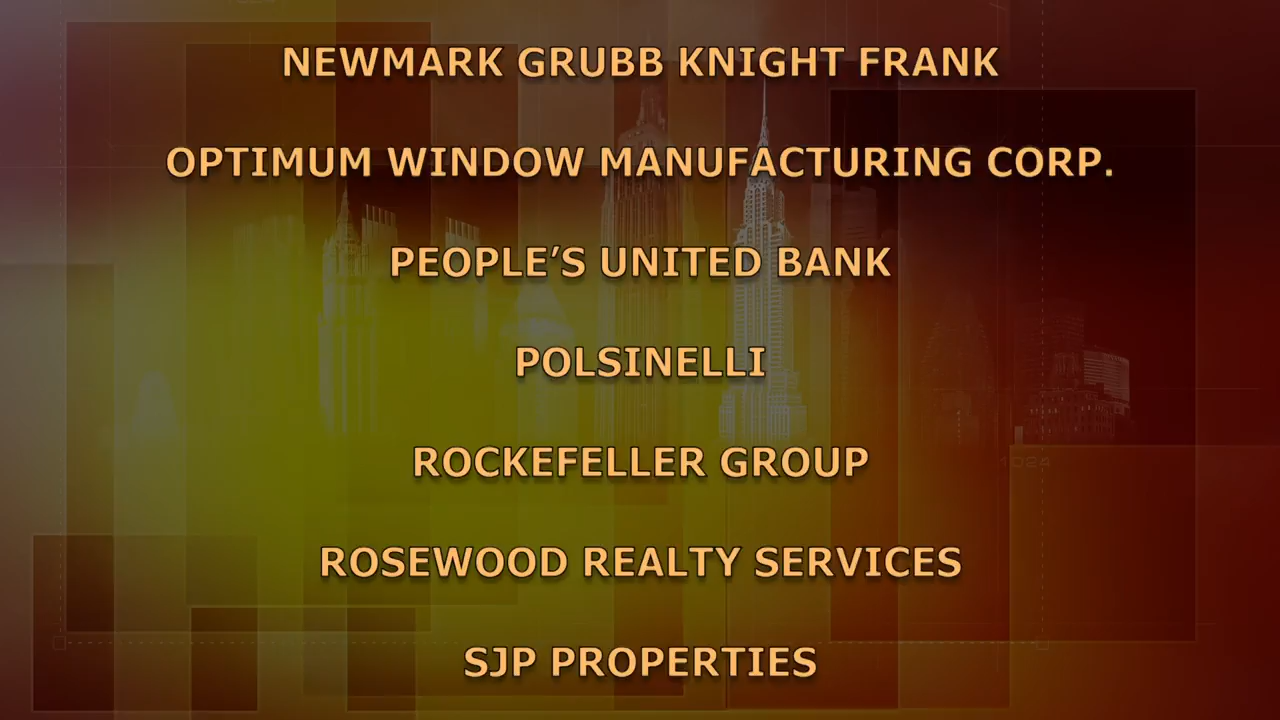 NEWMARK GRUBB KNIGHT FRANK
OPTIMUM WINDOW MANUFACTURING CORP.
PEOPLE’S UNITED BANK
POLSINELLI
ROCKEFELLER GROUP
1024
ROSEWOOD REALTY SERVICES
SJP PROPERTIES